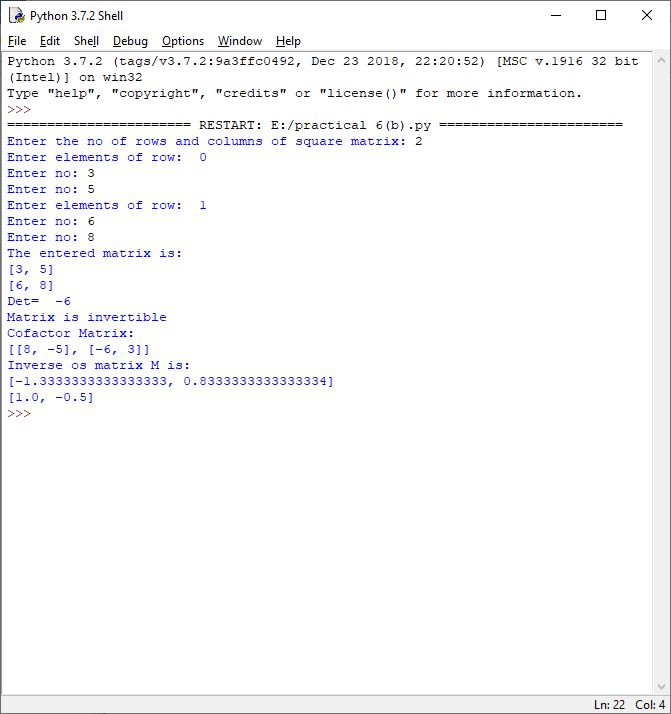 Python 3.7.2 Shell
File Edit Shell Debug Options Window Help
Python 3.7.2 (tags/v3.7.2:9a3ffc0492, Dec 23 2018, 22:20:52) [MSC v.1916 32 bit
(Intel)] on win32
Type "help", "copyright", "credits" or "license()" for more information.
>>>
======================= RESTART: E:/practical 6(b).py =======================
Enter the no of rows and columns of square matrix: 2
Enter elements of row:  0
Enter no: 3
Enter no: 5
Enter elements of row:  1
Enter no: 6
Enter no: 8
The entered matrix is:
[3, 5]
[6, 8]
Det=  -6
Matrix is invertible
Cofactor Matrix:
[[8, -5], [-6, 3]]
Inverse os matrix M is:
[-1.3333333333333333, 0.8333333333333334]
[1.0, -0.5]
>>>
Ln: 22 Col: 4